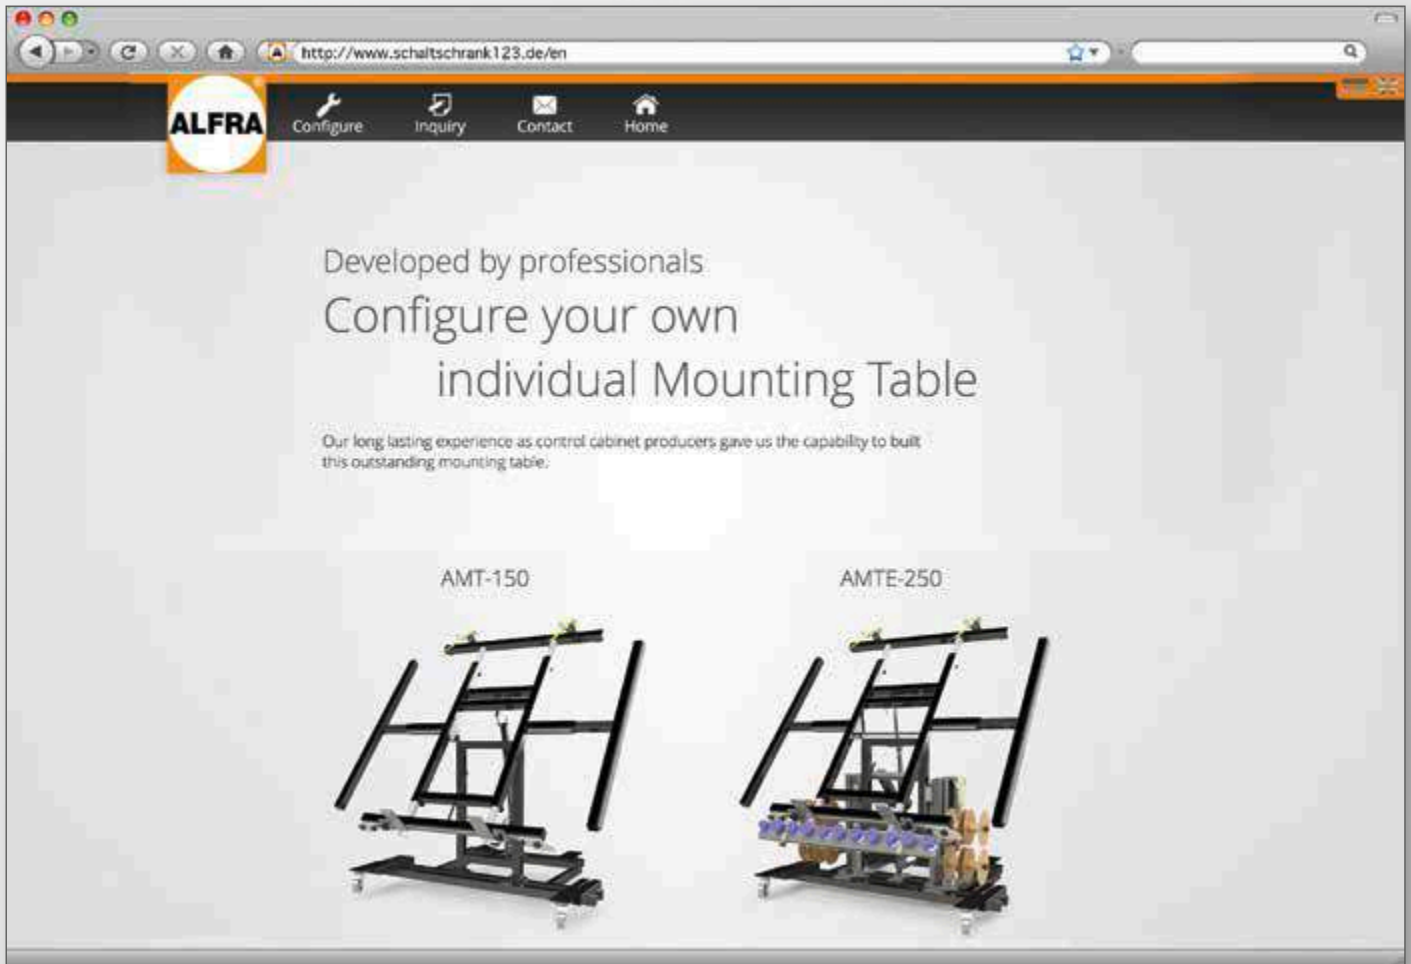 http://www.schaltschrank123.de/en
ALFRA
Configure
Inquiry
Contact
Home
Developed by professionals
Configure your own
individual Mounting Table
Our long lasting experience as control cabinet producers gave us the capability to built
this outstanding mounting table.
AMT-150
AMTE-250